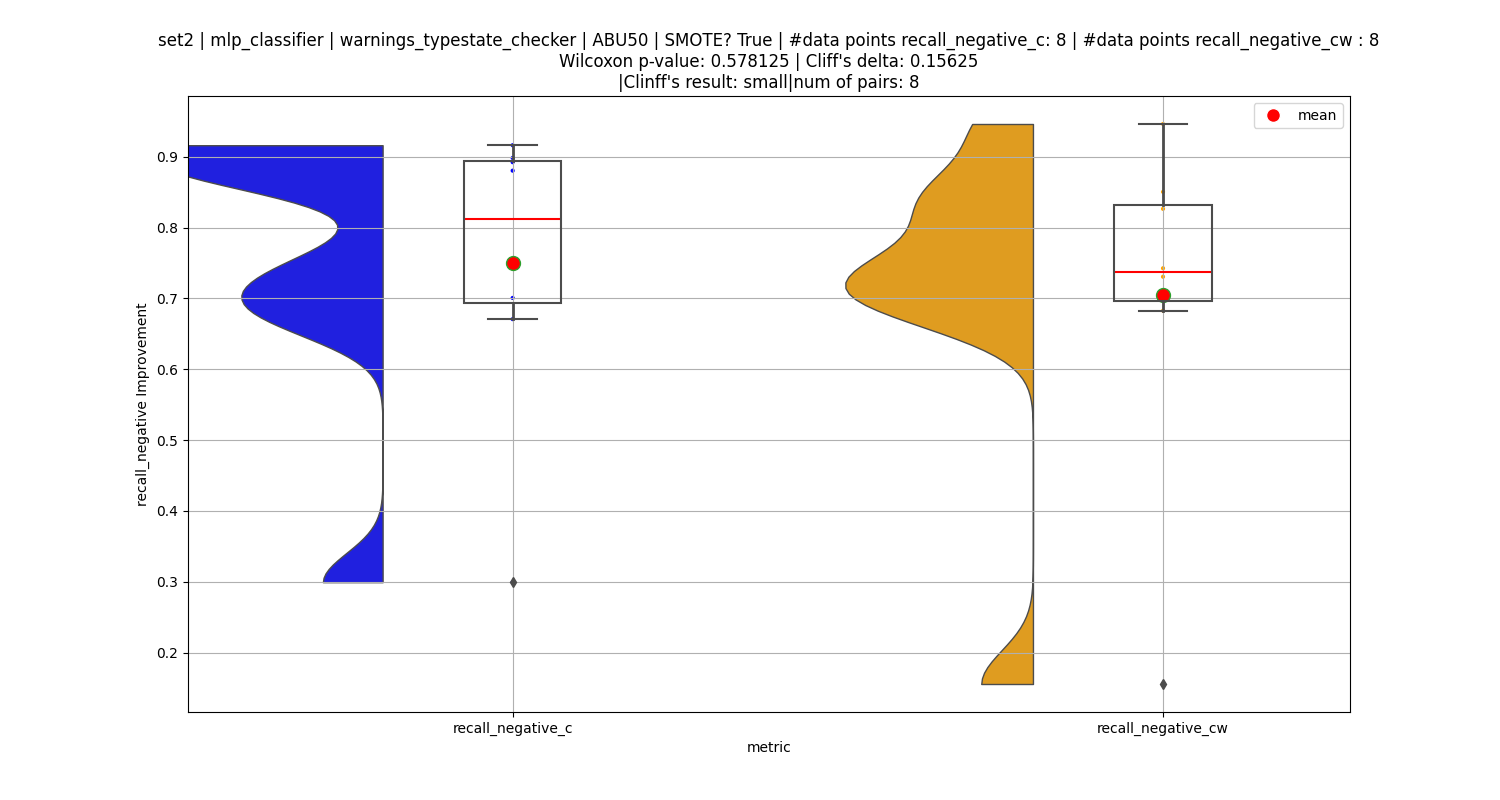 set2 | mlp_classifier | warnings_typestate_checker | ABU50 | SMOTE? True | #data points recall_negative_c: 8 | #data points recall_negative_cw : 8
Wilcoxon p-value: 0.578125 | Cliff's delta: 0.15625
|Clinff's result: small|num of pairs: 8
mean
0.9
0.8
0.7
0.6
0.5
0.4
0.3
0.2
recall_negative Improvement
recall_negative_c
recall_negative_cw
metric